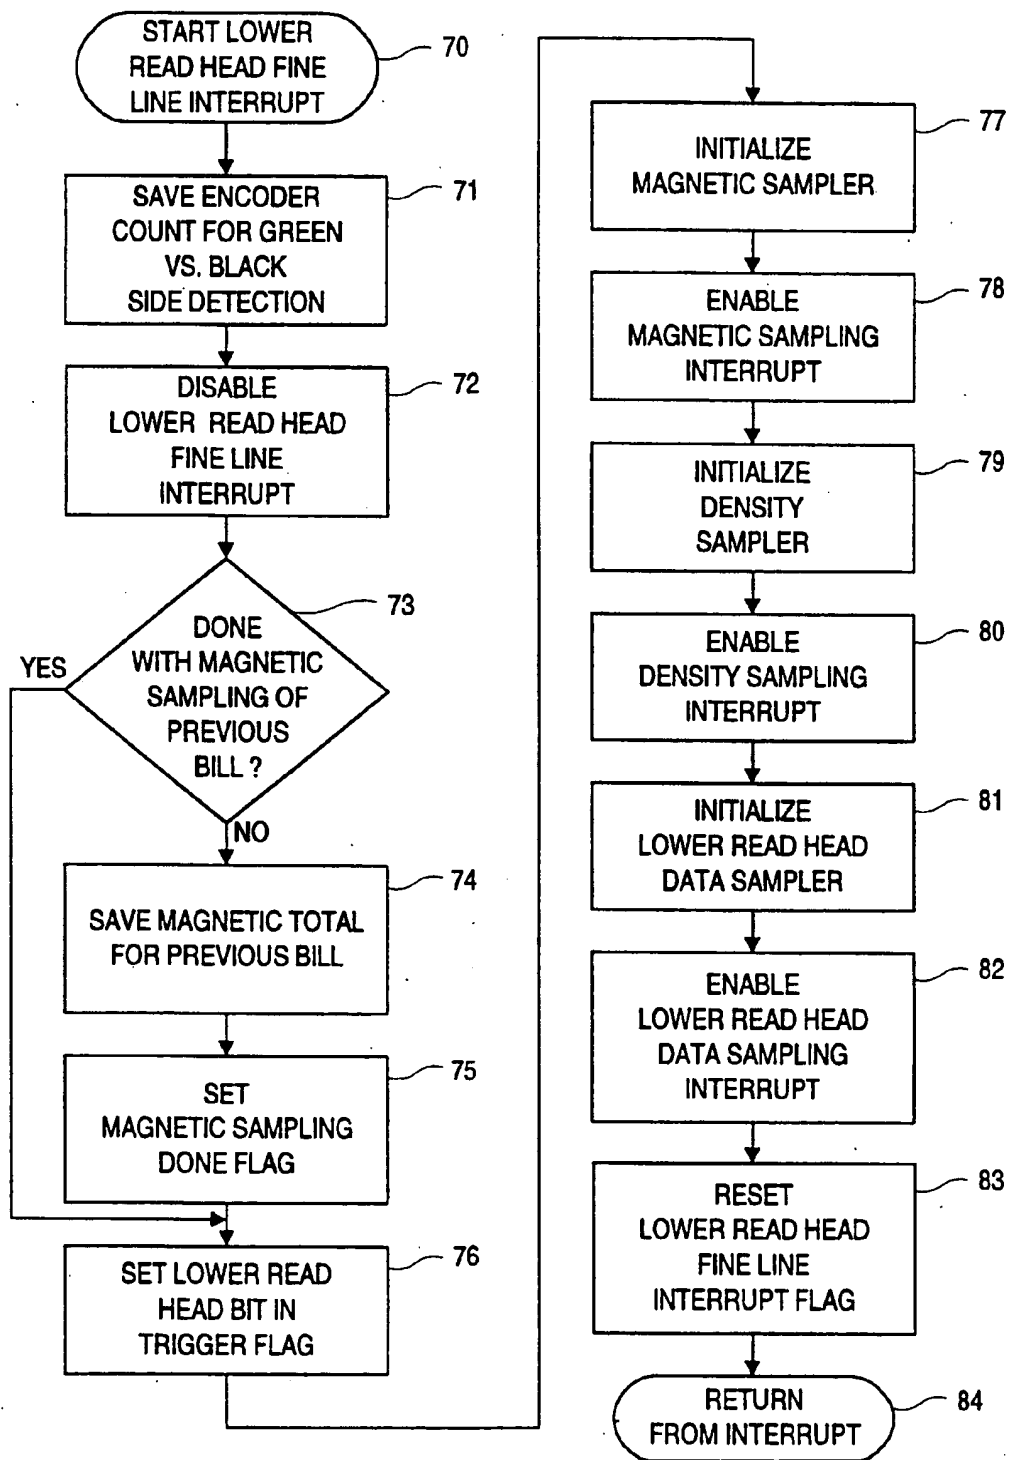 START LOWER
READ HEAD FINE
LINE INTERRUPT
70
SAVE ENCODER
COUNT FOR GREEN
VS. BLACK
SIDE DETECTION
71
DISABLE
LOWER READ HEAD
FINE LINE
INTERRUPT
72
DONE
WITH MAGNETIC
SAMPLING OF
PREVIOUS
BILL ?
73
YES
NO
SAVE MAGNETIC TOTAL
FOR PREVIOUS BILL
74
SET
MAGNETIC SAMPLING
DONE FLAG
75
SET LOWER READ
HEAD BIT IN
TRIGGER FLAG
76
INITIALIZE
MAGNETIC SAMPLER
77
ENABLE
MAGNETIC SAMPLING
INTERRUPT
78
INITIALIZE
DENSITY
SAMPLER
79
ENABLE
DENSITY SAMPLING
INTERRUPT
80
INITIALIZE
LOWER READ HEAD
DATA SAMPLER
81
ENABLE
LOWER READ HEAD
DATA SAMPLING
INTERRUPT
82
RESET
LOWER READ HEAD
FINE LINE
INTERRUPT FLAG
83
RETURN
FROM INTERRUPT
84